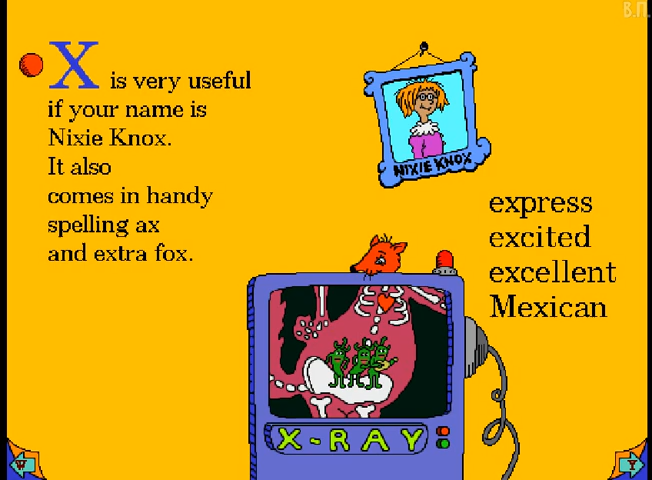 X is very useful
if your name is
Nixie Knox.
It also
comes in handy
spelling ax
and extra fox.
NIXIE KNOX
express
excited
excellent
Mexican
X-RAY
W
Y
В.Л.